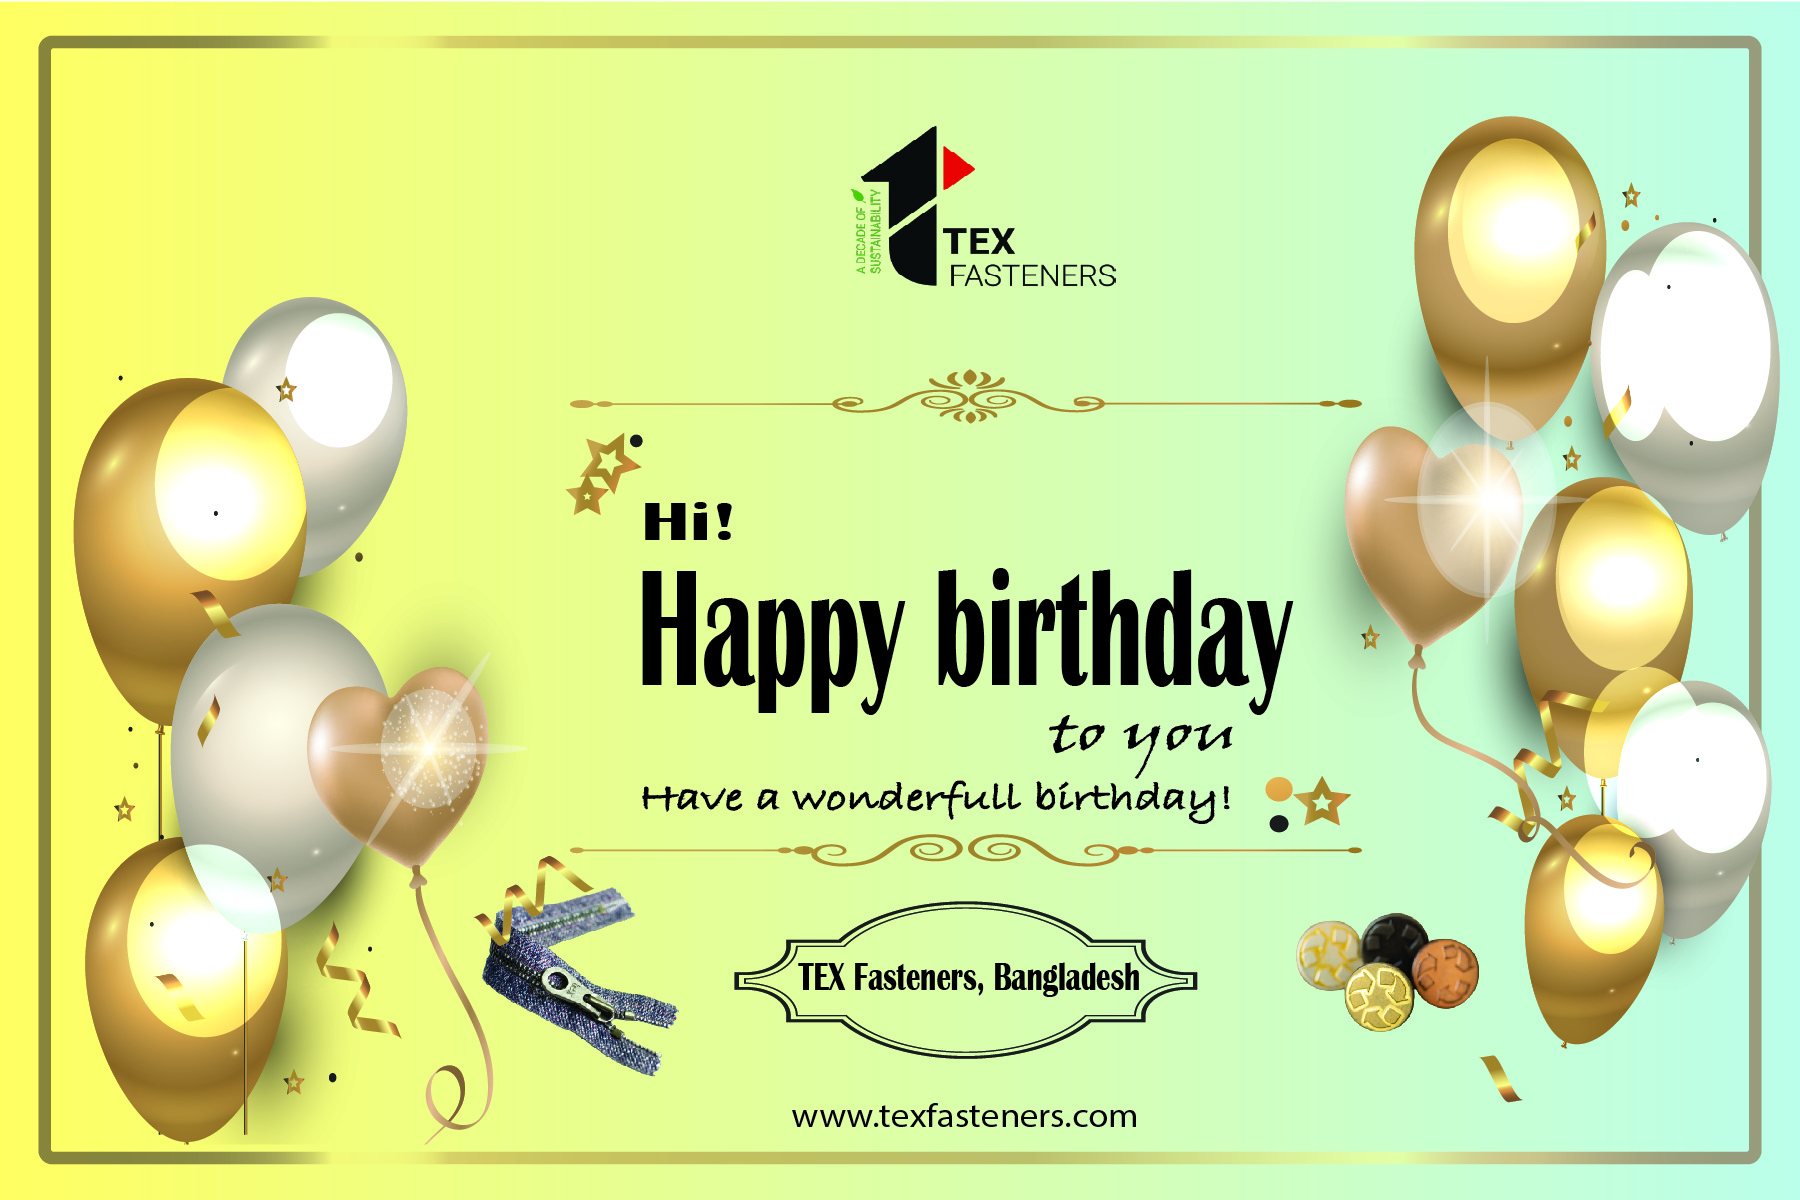 A DECADE OF
SUSTAINABILITY
TEX
FASTENERS
Hi!
Happy birthday
to you
Have a wonderfull birthday!
TEX Fasteners, Bangladesh
www.texfasteners.com